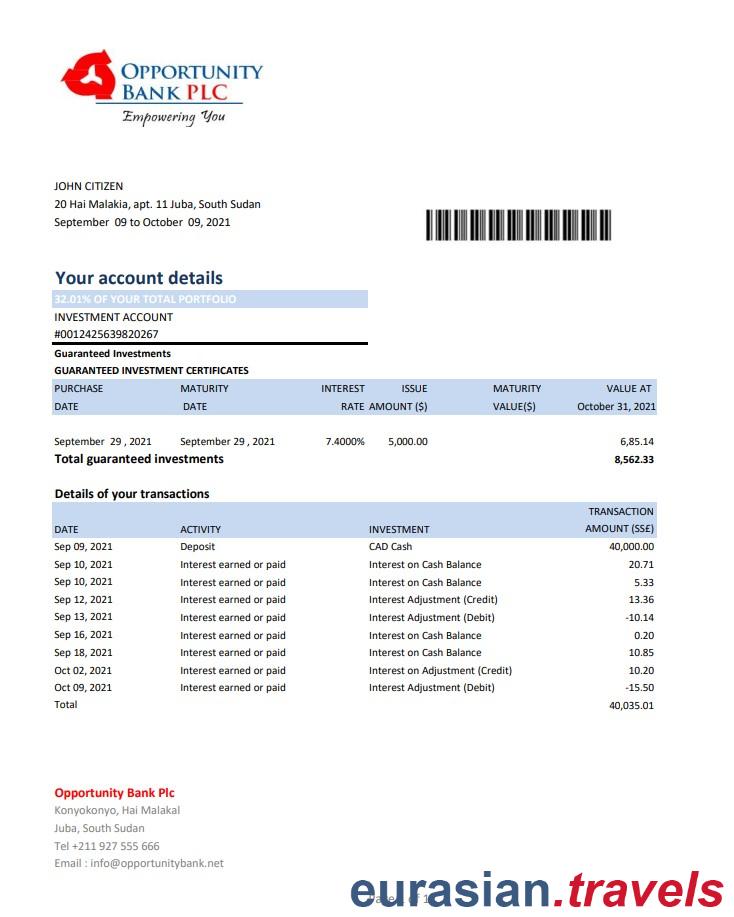 OPPORTUNITY
BANK PLC
Empowering You
JOHN CITIZEN
20 Hai Malakia, apt. 11 Juba, South Sudan
September 09 to October 09, 2021
Your account details
32.01% OF YOUR TOTAL PORTFOLIO
INVESTMENT ACCOUNT
#0012425639820267
Guaranteed Investments
GUARANTEED INVESTMENT CERTIFICATES
PURCHASE MATURITY INTEREST ISSUE MATURITY VALUE AT
DATE DATE RATE AMOUNT ($) VALUE($) October 31, 2021
September 29 , 2021 September 29 , 2021 7.4000% 5,000.00 6,85.14
Total guaranteed investments 8,562.33
Details of your transactions
TRANSACTION
DATE ACTIVITY INVESTMENT AMOUNT (SS£)
Sep 09, 2021 Deposit CAD Cash 40,000.00
Sep 10, 2021 Interest earned or paid Interest on Cash Balance 20.71
Sep 10, 2021 Interest earned or paid Interest on Cash Balance 5.33
Sep 12, 2021 Interest earned or paid Interest Adjustment (Credit) 13.36
Sep 13, 2021 Interest earned or paid Interest Adjustment (Debit) -10.14
Sep 16, 2021 Interest earned or paid Interest on Cash Balance 0.20
Sep 18, 2021 Interest earned or paid Interest on Cash Balance 10.85
Oct 02, 2021 Interest earned or paid Interest on Adjustment (Credit) 10.20
Oct 09, 2021 Interest earned or paid Interest Adjustment (Debit) -15.50
Total 40,035.01
Opportunity Bank Plc
Konyokonyo, Hai Malakal
Juba, South Sudan
Tel +211 927 555 666
Email : info@opportunitybank.net
eurasian.travels